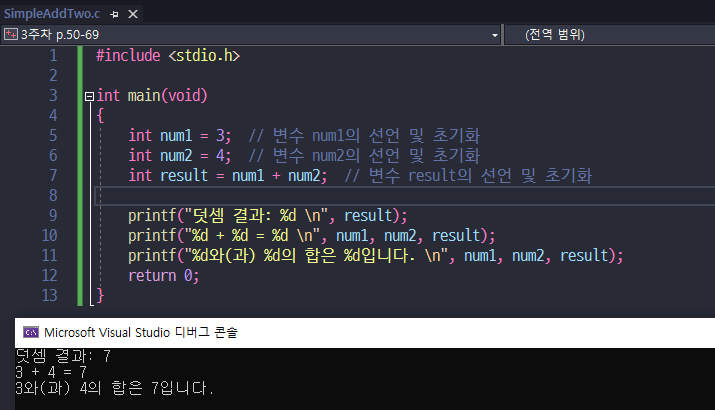 SimpleAddTwo.c
3주차 p.50-69 (전역 범위)
1 #include <stdio.h>
2
3 int main(void)
4 {
5 int num1 = 3; // 변수 num1의 선언 및 초기화
6 int num2 = 4; // 변수 num2의 선언 및 초기화
7 int result = num1 + num2; // 변수 result의 선언 및 초기화
8
9 printf("덧셈 결과: %d \n", result);
10 printf("%d + %d = %d \n", num1, num2, result);
11 printf("%d와(과) %d의 합은 %d입니다. \n", num1, num2, result);
12 return 0;
13 }
Microsoft Visual Studio 디버그 콘솔
덧셈 결과: 7
3 + 4 = 7
3와(과) 4의 합은 7입니다.